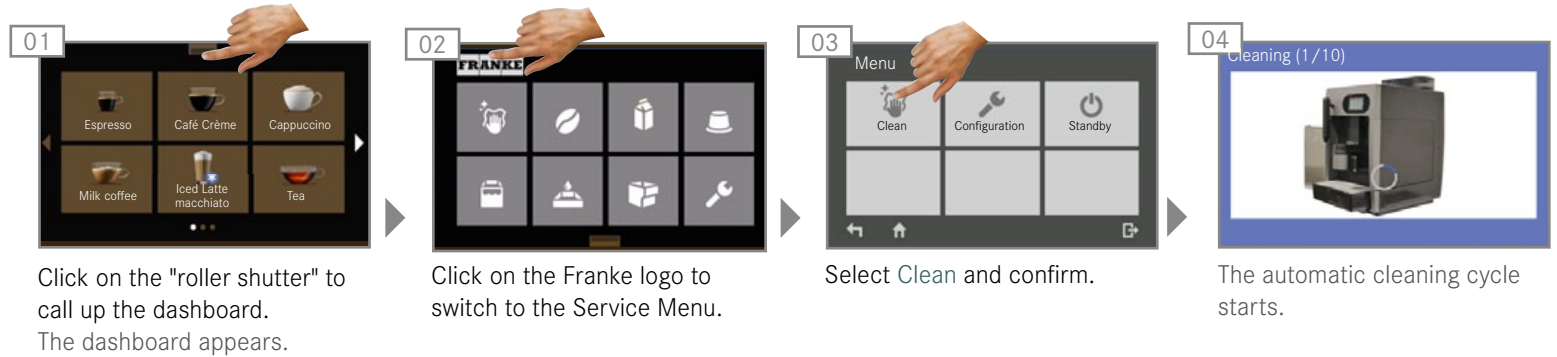 01
Espresso
Café Crème
Cappuccino
Milk coffee
Iced Latte
macchiato
Tea
Click on the "roller shutter" to
call up the dashboard.
The dashboard appears.
02
FRANKE
Click on the Franke logo to
switch to the Service Menu.
03
Menu
Clean
Configuration
Standby
Select Clean and confirm.
04
Cleaning (1/10)
The automatic cleaning cycle
starts.